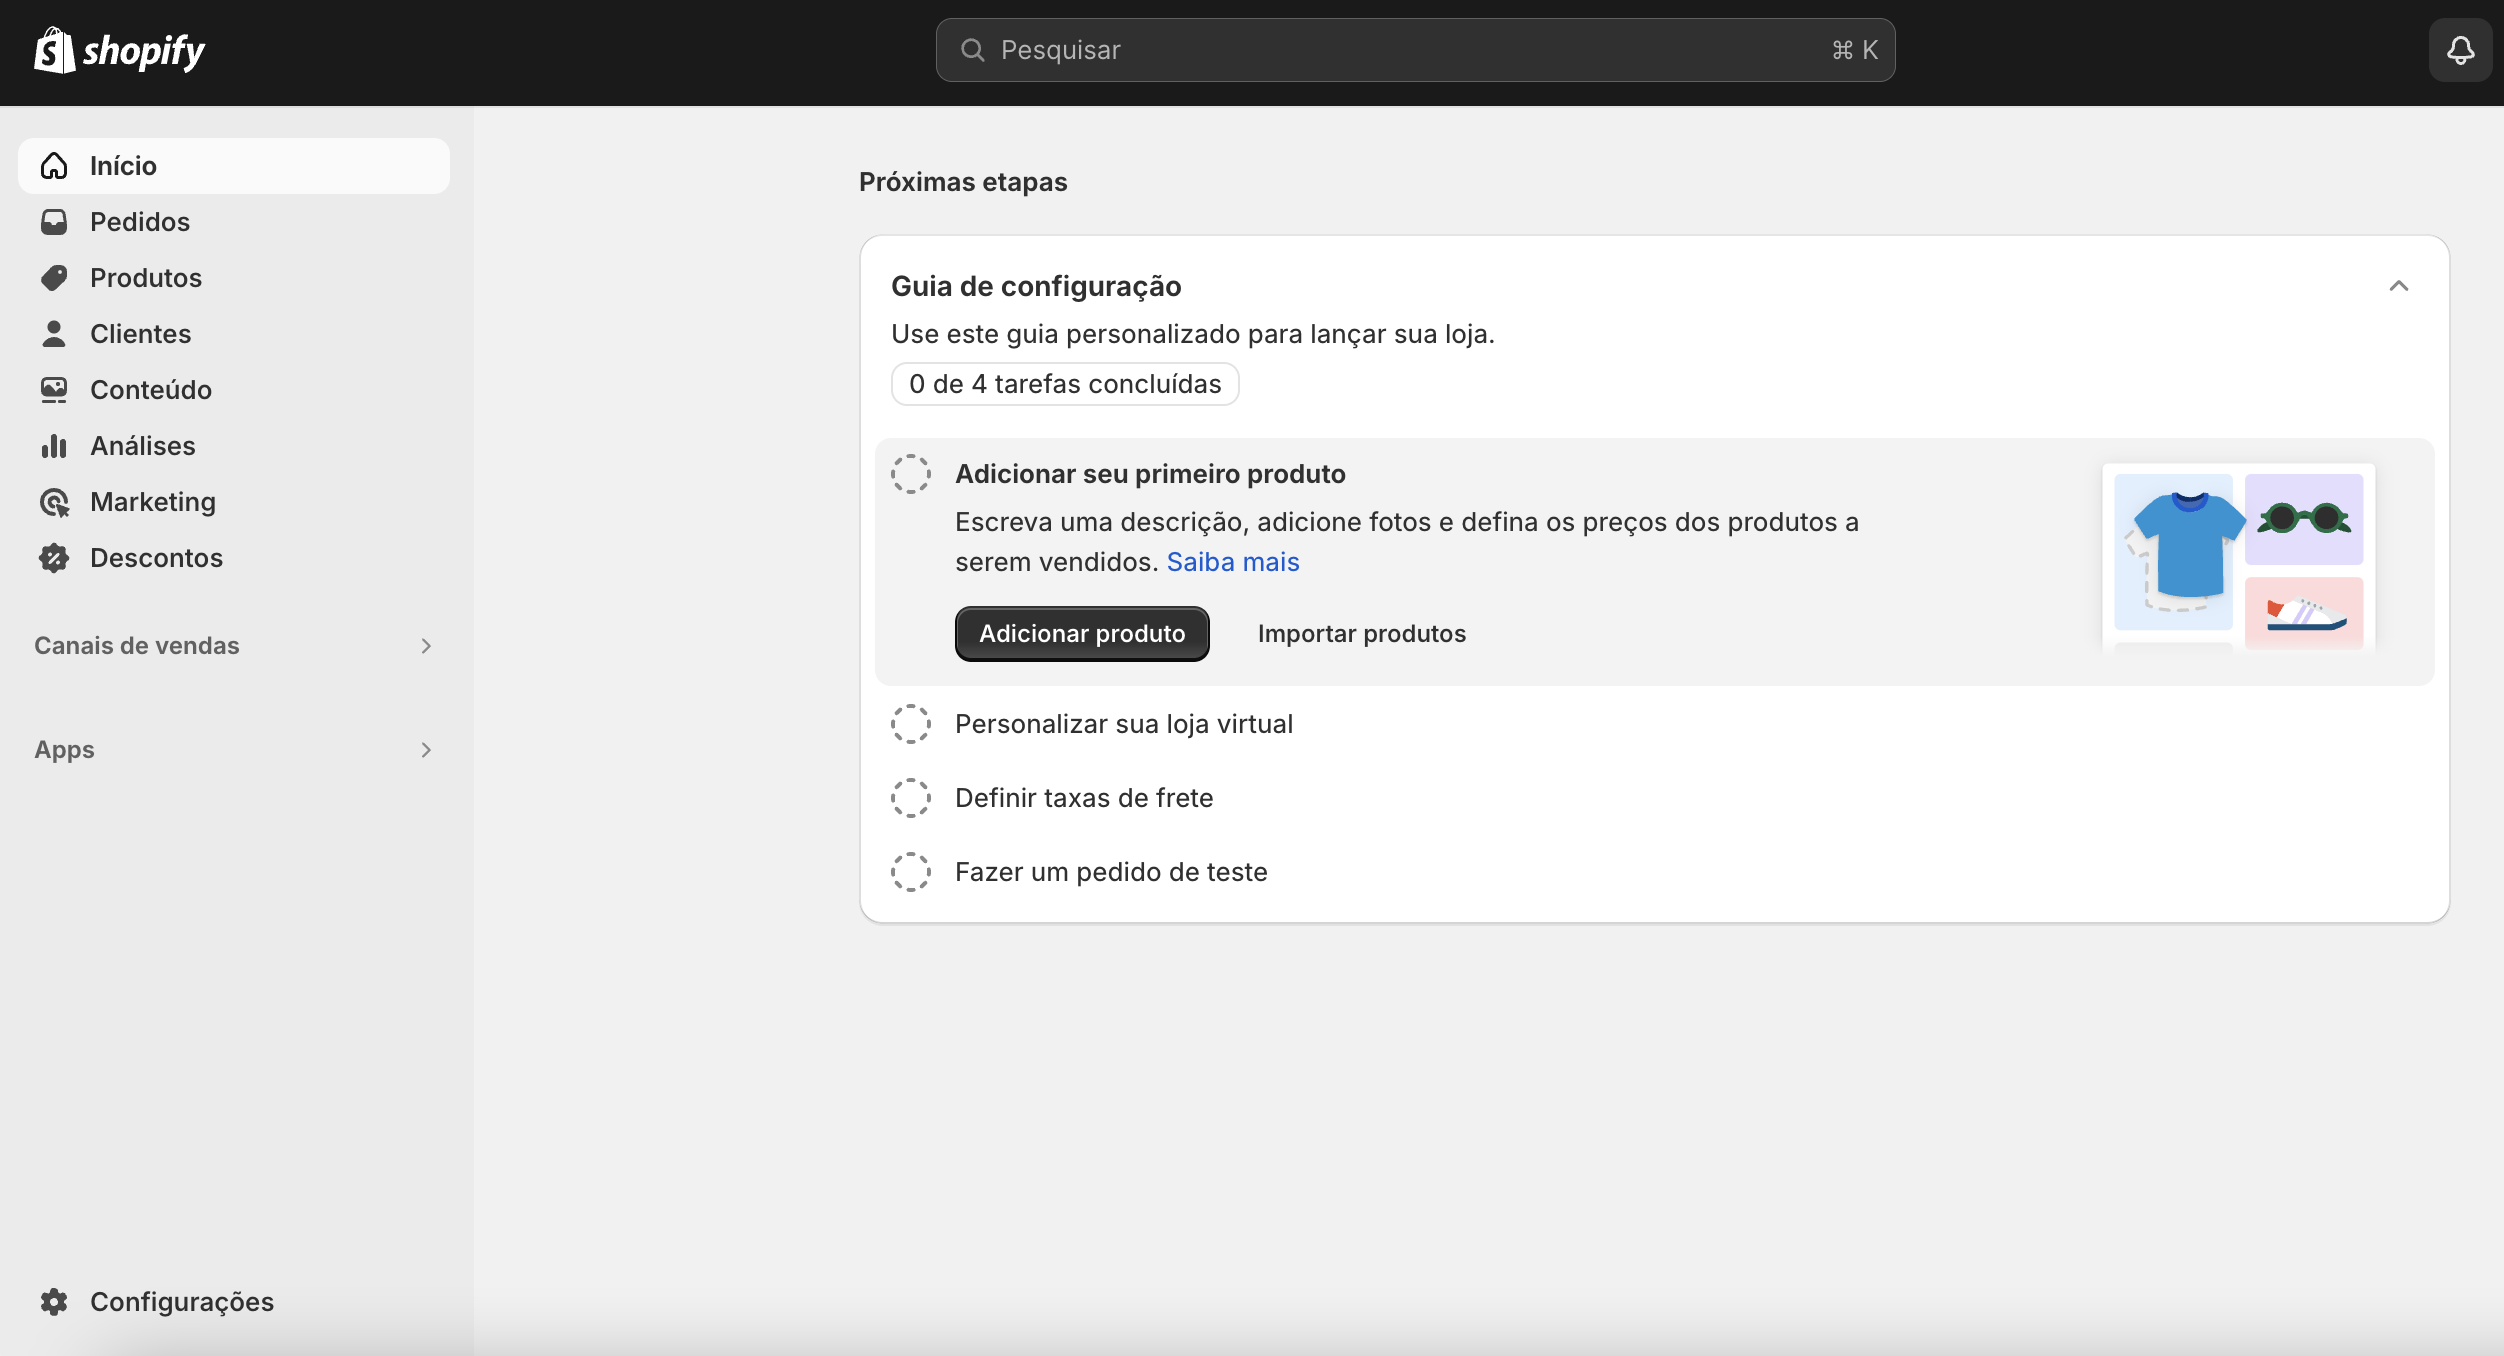 shopify
Pesquisar
⌘ K
Início
Pedidos
Produtos
Clientes
Conteúdo
Análises
Marketing
Descontos
Canais de vendas
Apps
Configurações
Próximas etapas
Guia de configuração
Use este guia personalizado para lançar sua loja.
0 de 4 tarefas concluídas
Adicionar seu primeiro produto
Escreva uma descrição, adicione fotos e defina os preços dos produtos a
serem vendidos. Saiba mais
Adicionar produto
Importar produtos
Personalizar sua loja virtual
Definir taxas de frete
Fazer um pedido de teste